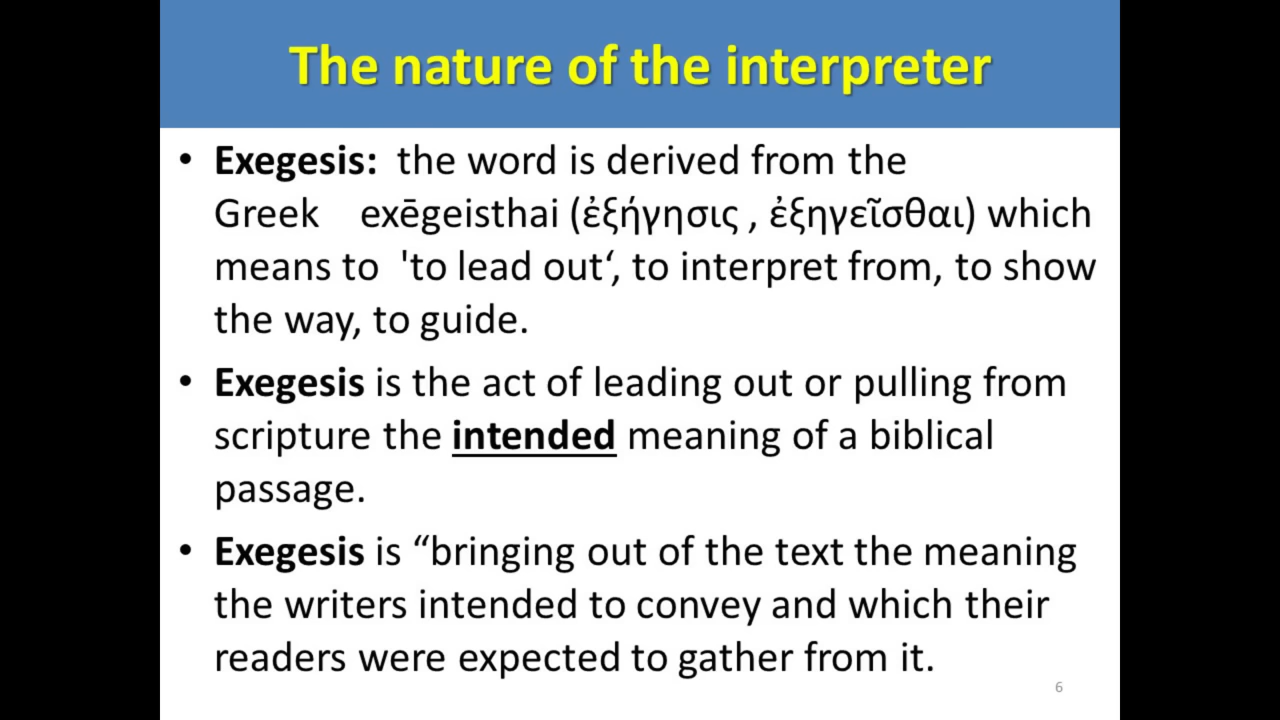 The nature of the interpreter
• Exegesis:  the word is derived from the
Greek    exēgeisthai (ἐξήγησις , ἐξηγεῖσθαι) which
means to  'to lead out‘, to interpret from, to show
the way, to guide.
• Exegesis is the act of leading out or pulling from
scripture the intended meaning of a biblical
passage.
• Exegesis is “bringing out of the text the meaning
the writers intended to convey and which their
readers were expected to gather from it.
6